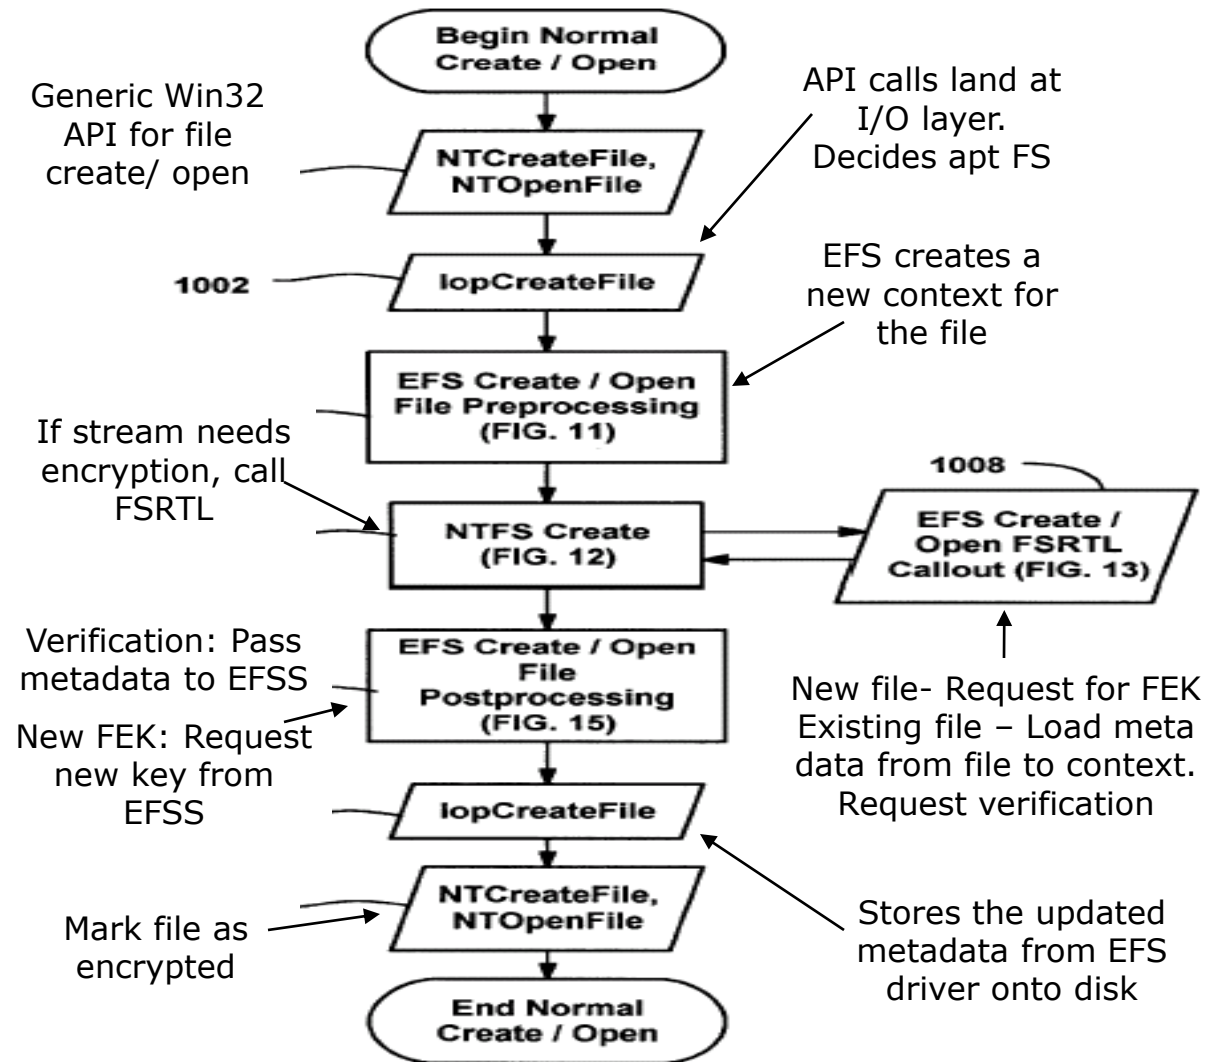 Begin Normal
Create / Open
Generic Win32
API for file
create/ open
API calls land at
I/O layer.
Decides apt FS
NTCreateFile,
NTOpenFile
1002
IopCreateFile
EFS creates a
new context for
the file
EFS Create / Open
File Preprocessing
(FIG. 11)
If stream needs
encryption, call
FSRTL
1008
NTFS Create
(FIG. 12)
EFS Create /
Open FSRTL
Callout (FIG. 13)
Verification: Pass
metadata to EFSS
New FEK: Request
new key from
EFSS
EFS Create / Open
File
Postprocessing
(FIG. 15)
New file- Request for FEK
Existing file – Load meta
data from file to context.
Request verification
IopCreateFile
NTCreateFile,
NTOpenFile
Mark file as
encrypted
Stores the updated
metadata from EFS
driver onto disk
End Normal
Create / Open